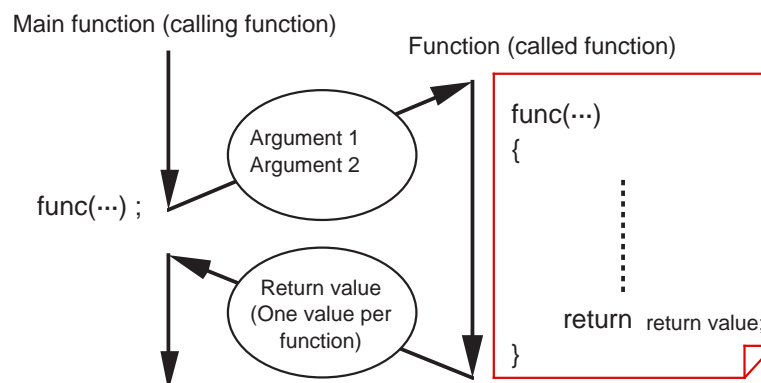 Main function (calling function)
Function (called function)
Argument 1
Argument 2
func(···) ;
Return value
(One value per
function)
func(···)
{
return return value;
}